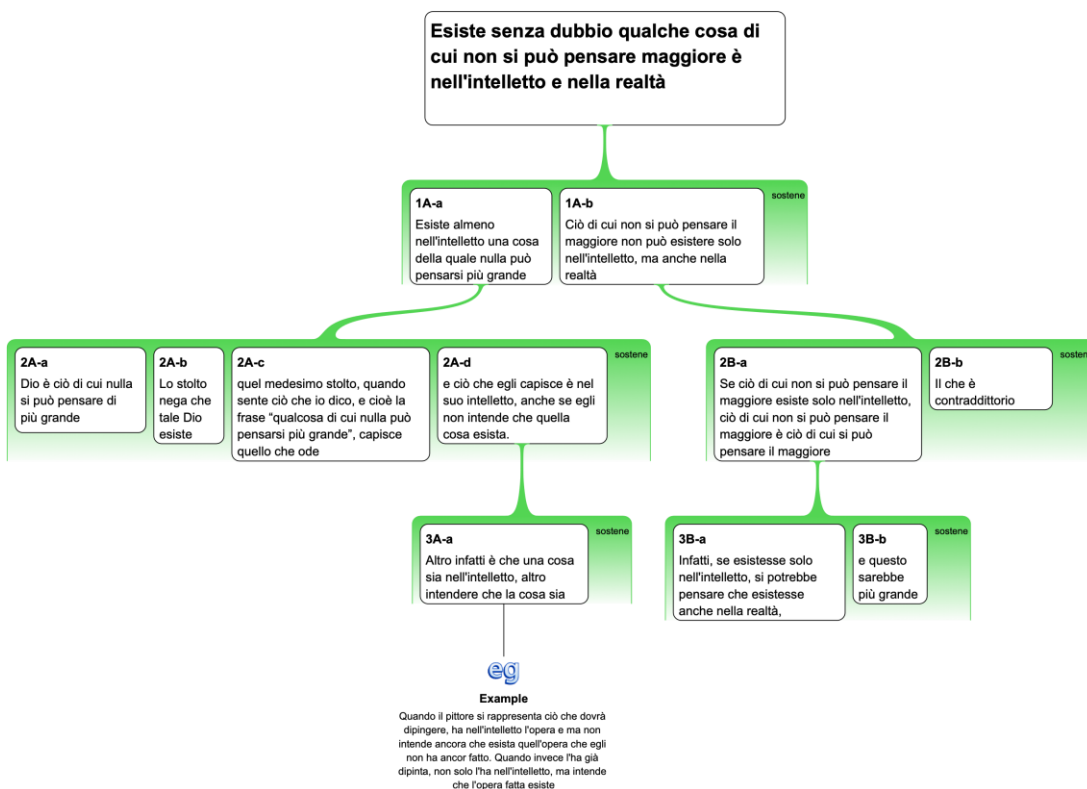 Esiste senza dubbio qualche cosa di
cui non si può pensare maggiore è
nell'intelletto e nella realtà
sostene
1A-a
Esiste almeno
nell'intelletto una cosa
della quale nulla può
pensarsi più grande
1A-b
Ciò di cui non si può pensare il
maggiore non può esistere solo
nell'intelletto, ma anche nella
realtà
sostene
2A-a
Dio è ciò di cui nulla
si può pensare di
più grande
2A-b
Lo stolto
nega che
tale Dio
esiste
2A-c
quel medesimo stolto, quando
sente ciò che io dico, e cioè la
frase “qualcosa di cui nulla può
pensarsi più grande”, capisce
quello che ode
2A-d
e ciò che egli capisce è nel
suo intelletto, anche se egli
non intende che quella
cosa esista.
sostene
2B-a
Se ciò di cui non si può pensare il
maggiore esiste solo nell'intelletto,
ciò di cui non si può pensare il
maggiore è ciò di cui si può
pensare il maggiore
2B-b
Il che è
contraddittorio
sostene
3A-a
Altro infatti è che una cosa
sia nell'intelletto, altro
intendere che la cosa sia
sostene
3B-a
Infatti, se esistesse solo
nell'intelletto, si potrebbe
pensare che esistesse
anche nella realtà,
3B-b
e questo
sarebbe
più grande
eg
Example
Quando il pittore si rappresenta ciò che dovrà
dipingere, ha nell'intelletto l'opera e ma non
intende ancora che esista quell'opera che egli
non ha ancor fatto. Quando invece l'ha già
dipinta, non solo l'ha nell'intelletto, ma intende
che l'opera fatta esiste